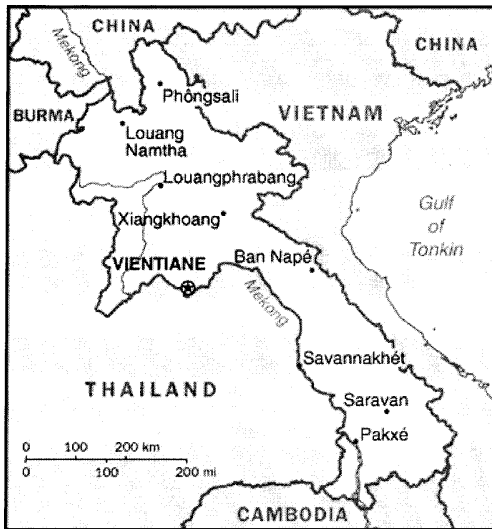 CHINA
CHINA
Mekong
Phôngsali
BURMA
VIETNAM
Louang
Namtha
Louangphrabang
Gulf
of
Tonkin
Xiangkhoang
VIENTIANE
Ban Napé
Mekong
Savannakhét
THAILAND
Saravan
Pakxé
0 100 200 km
0 100 200 mi
CAMBODIA